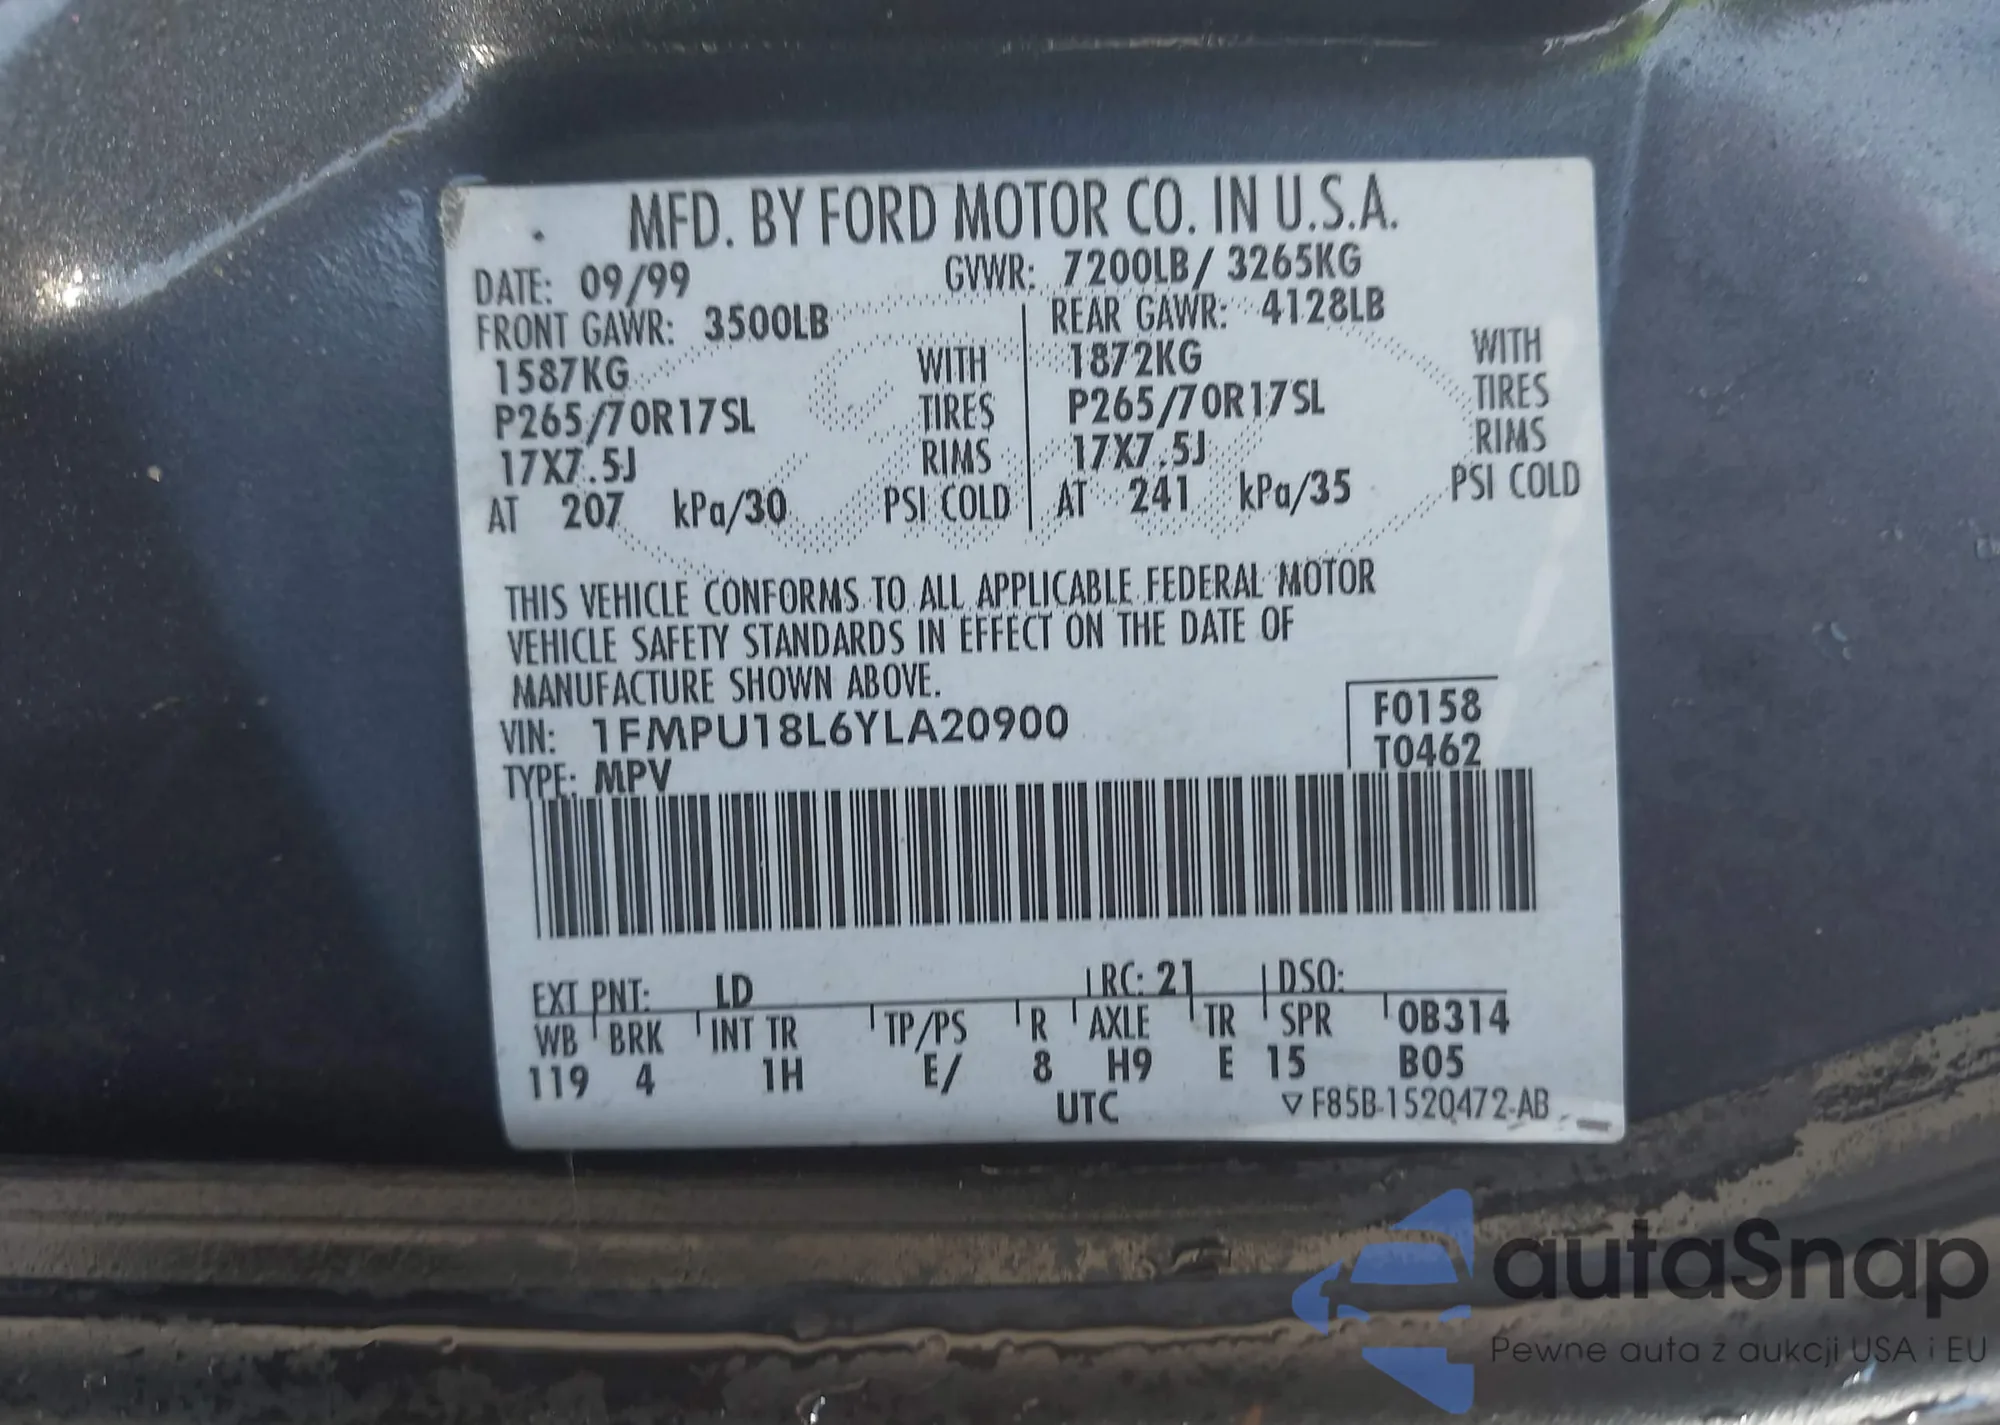 MFD. BY FORD MOTOR CO. IN U.S.A.
DATE: 09/99 GVWR: 7200LB/ 3265KG
FRONT GAWR: 3500LB REAR GAWR: 4128LB
1587KG WITH 1872KG WITH
P265/70R17SL TIRES P265/70R17SL TIRES
17X7.5J RIMS 17X7.5J RIMS
AT 207 kPa/30 PSI COLD AT 241 kPa/35 PSI COLD
THIS VEHICLE CONFORMS TO ALL APPLICABLE FEDERAL MOTOR
VEHICLE SAFETY STANDARDS IN EFFECT ON THE DATE OF
MANUFACTURE SHOWN ABOVE.
VIN: 1FMPU18L6YLA20900 F0158
TYPE: MPV T0462
EXT PNT: LD RC: 21 DSO:
WB BRK INT TR TP/PS R AXLE TR SPR 0B314
119 4 1H E/ 8 H9 E 15 B05
UTC ▽ F85B-1520472-AB
autaSnap
Pewne auta z aukcji USA i EU